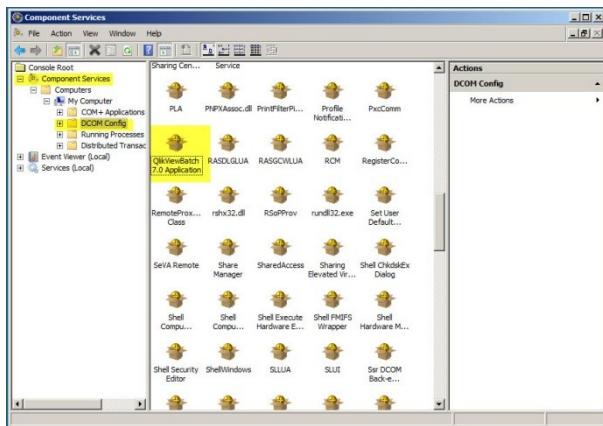 Component Services
File Action View Window Help
Console Root
Component Services
Computers
My Computer
COM+ Applications
DCOM Config
Running Processes
Distributed Transac
Event Viewer (Local)
Services (Local)
Sharing Cen... Service
PLA PNPXAssoc.dll PrintFilterPi... Profile Notificati... PxcComm
QlikViewBatch 7.0 Application RASDLGLUA RASGCWLUA RCM RegisterCo...
RemoteProx... Class rshx32.dll RSoPProv rundll32.exe Set User Default...
SeVA Remote Share Manager SharedAccess Sharing Elevated Vir... Shell ChkdskEx Dialog
Shell Compu... Shell Compu... Shell Execute Hardware E... Shell FMIFS Wrapper Shell Hardware M...
Shell Security Editor ShellWindows SLLUA SLUI Ssr DCOM Back-e...
Actions
DCOM Config
More Actions